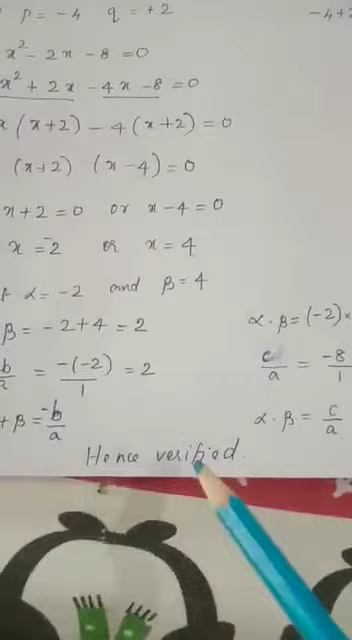 p = -4 q = +2
-4+2
x² - 2x - 8 = 0
x² + 2x - 4x - 8 = 0
x (x+2) - 4 (x+2) = 0
(x+2) (x-4) = 0
x+2 = 0 or x-4 = 0
x = -2 or x = 4
α = -2 and β = 4
β = -2+4 = 2
α . β = (-2) ×
b/a = -(-2)/1 = 2
c/a = -8/1
+ β = -b/a
α . β = c/a
Hence verified.